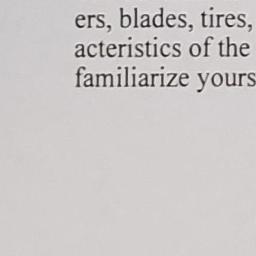 ers, blades, tires,
acteristics of the
familiarize yours